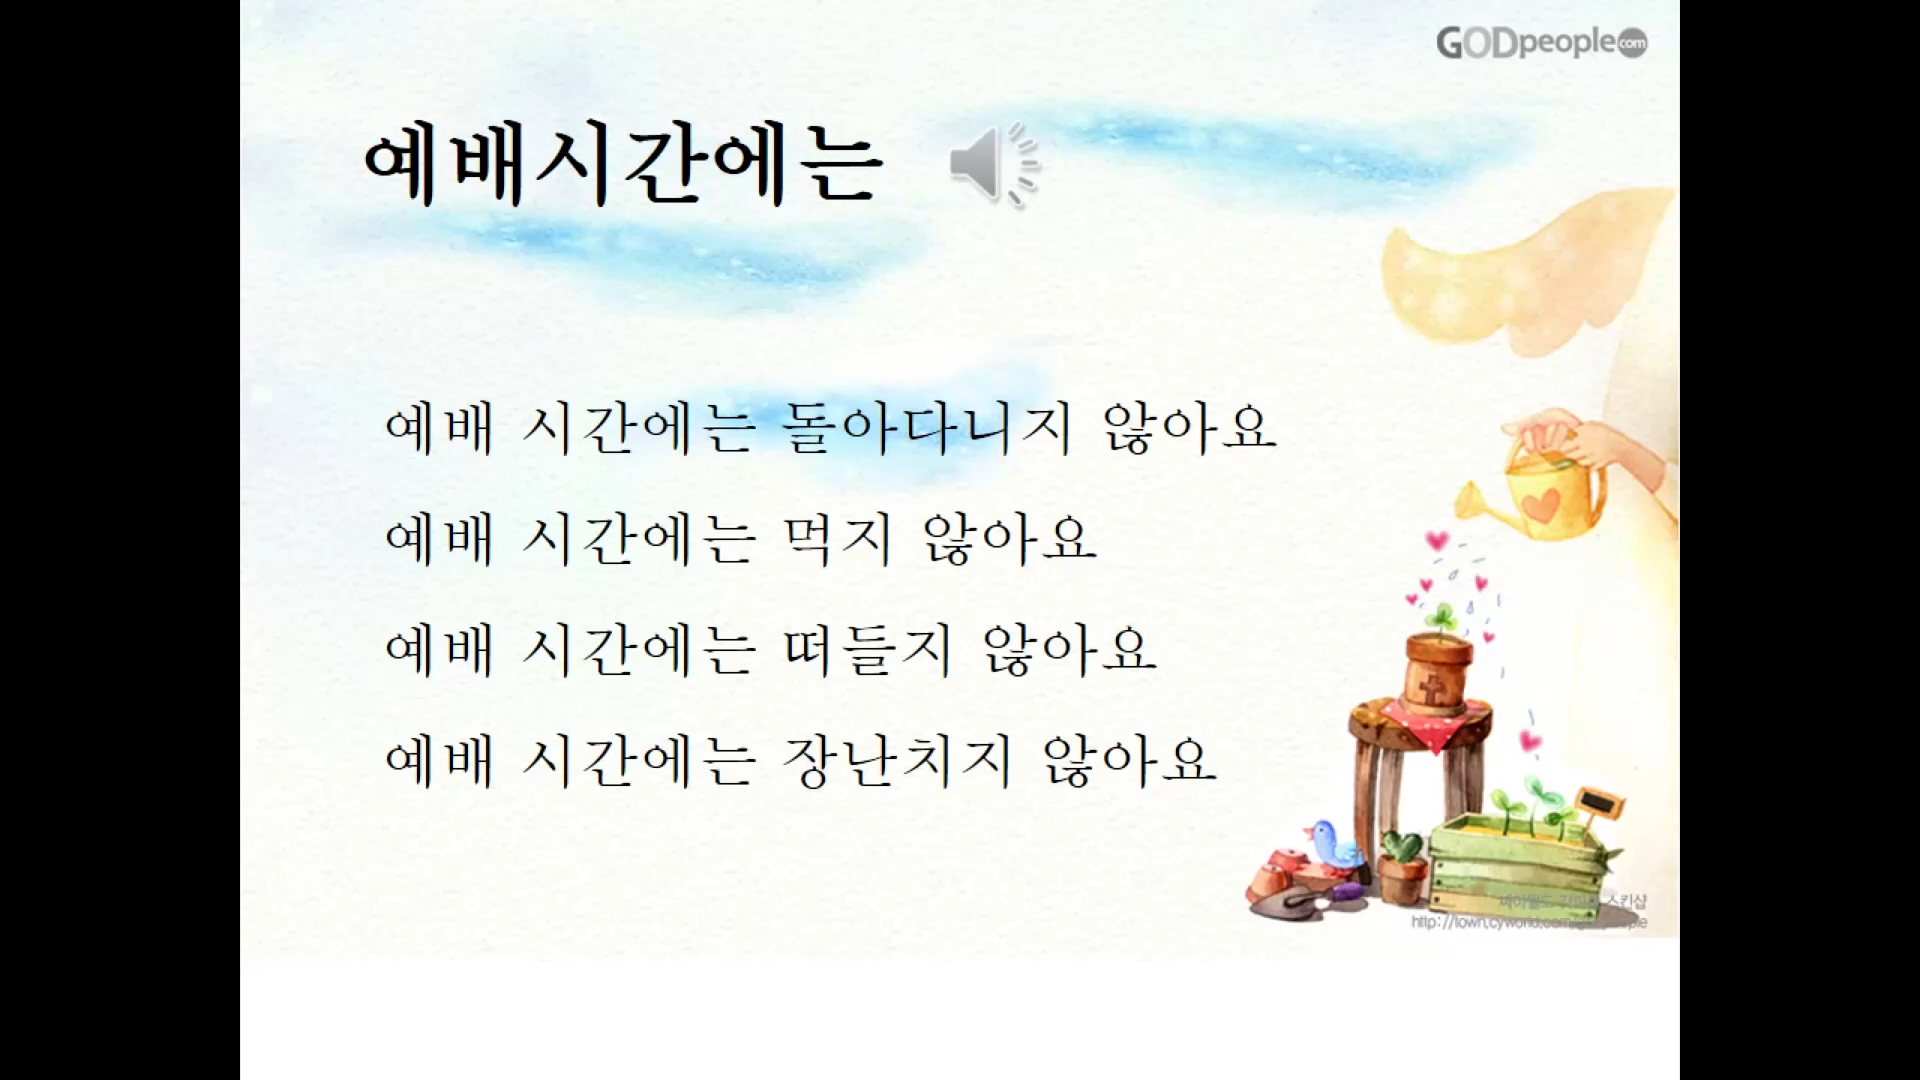 GODpeople.com
예배시간에는
예배 시간에는 돌아다니지 않아요
예배 시간에는 먹지 않아요
예배 시간에는 떠들지 않아요
예배 시간에는 장난치지 않아요
스킨샵